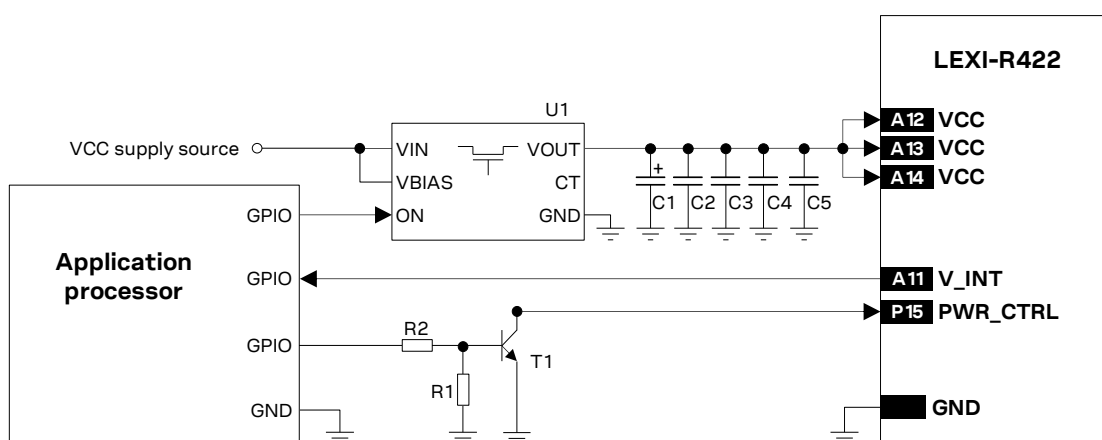 LEXI-R422
U1
A12 VCC
VCC supply source
VIN
VOUT
A13 VCC
VBIAS
CT
+
A14 VCC
C1
C2
C3
C4
C5
GPIO
ON
GND
Application
processor
GPIO
A11 V_INT
P15 PWR_CTRL
R2
GPIO
T1
R1
GND
GND